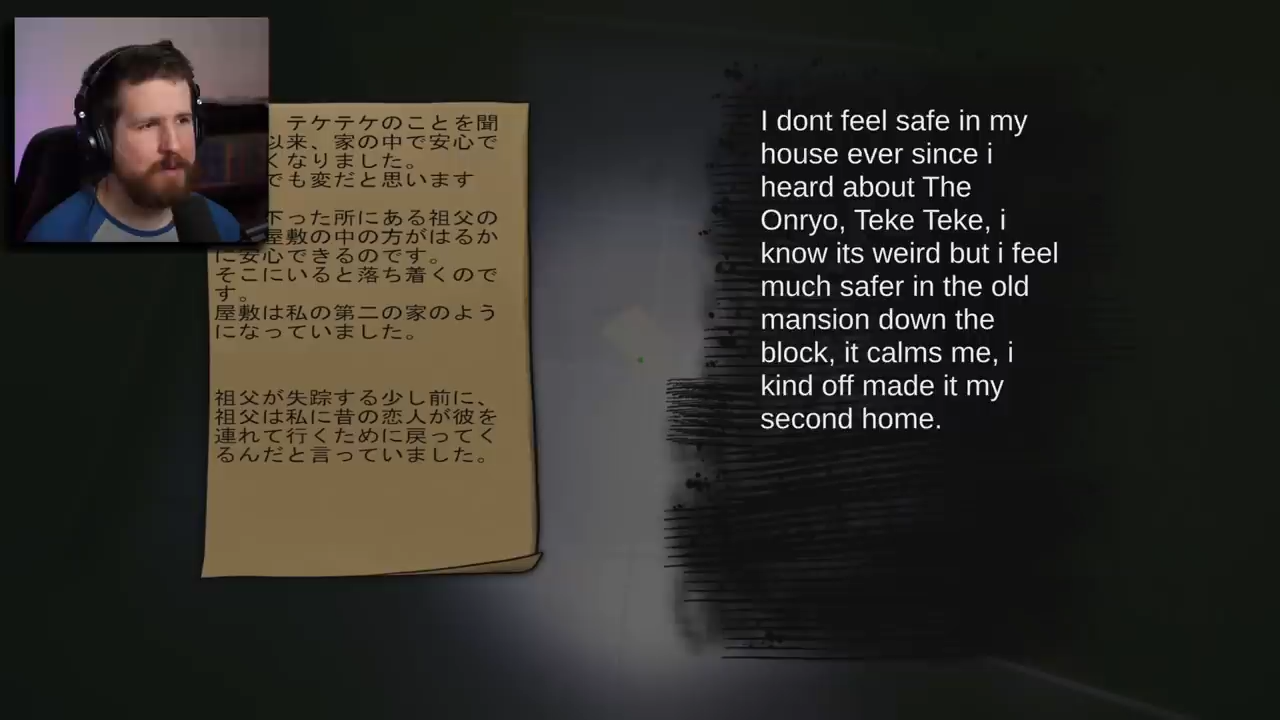 テケテケのことを聞
以来、家の中で安心で
くなりました。
でも変だと思います
下った所にある祖父の
屋敷の中の方がはるか
に安心できるのです。
そこにいると落ち着くので
す。
屋敷は私の第二の家のよう
になっていました。
祖父が失踪する少し前に、
祖父は私に昔の恋人が彼を
連れて行くために戻ってく
るんだと言っていました。
I dont feel safe in my
house ever since i
heard about The
Onryo, Teke Teke, i
know its weird but i feel
much safer in the old
mansion down the
block, it calms me, i
kind off made it my
second home.